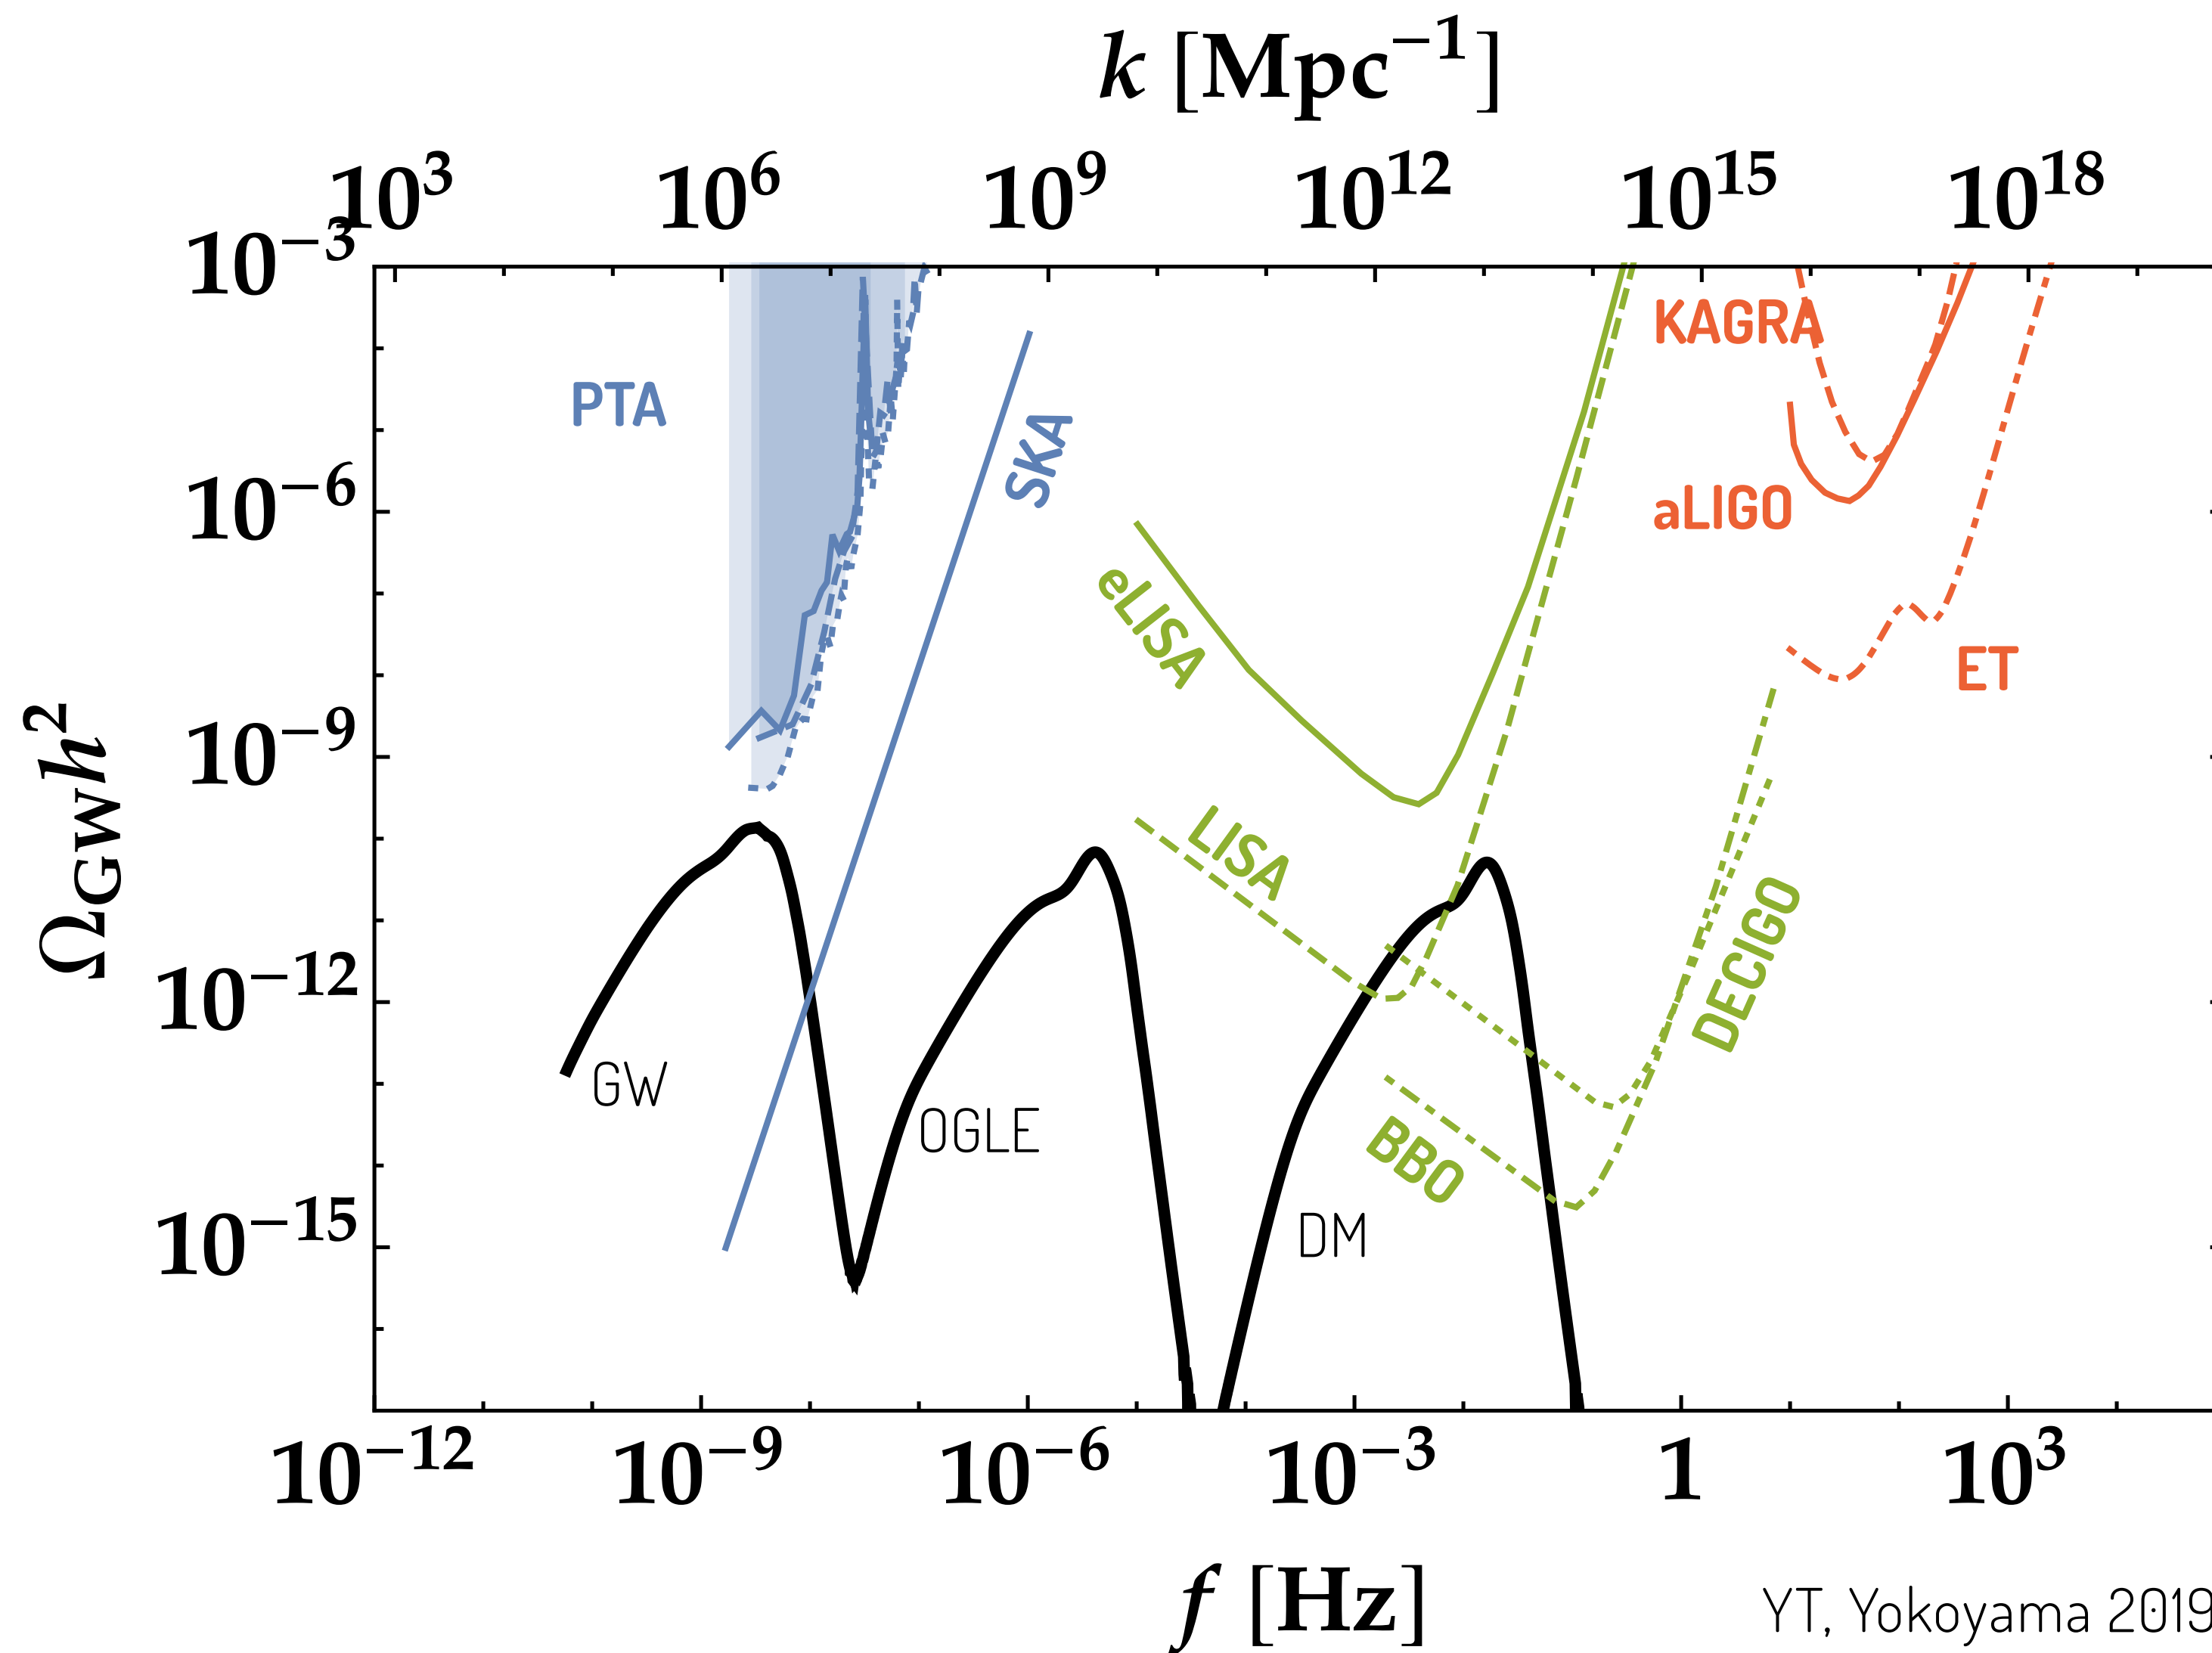 k [Mpc⁻¹]
10³ 10⁶ 10⁹ 10¹² 10¹⁵ 10¹⁸
10⁻³
KAGRA
PTA
SKA
10⁻⁶
aLIGO
eLISA
ET
10⁻⁹
Ω_GW h²
LISA
DECIGO
10⁻¹²
GW
OGLE
BBO
10⁻¹⁵
DM
10⁻¹² 10⁻⁹ 10⁻⁶ 10⁻³ 1 10³
f [Hz]
YT, Yokoyama 2019